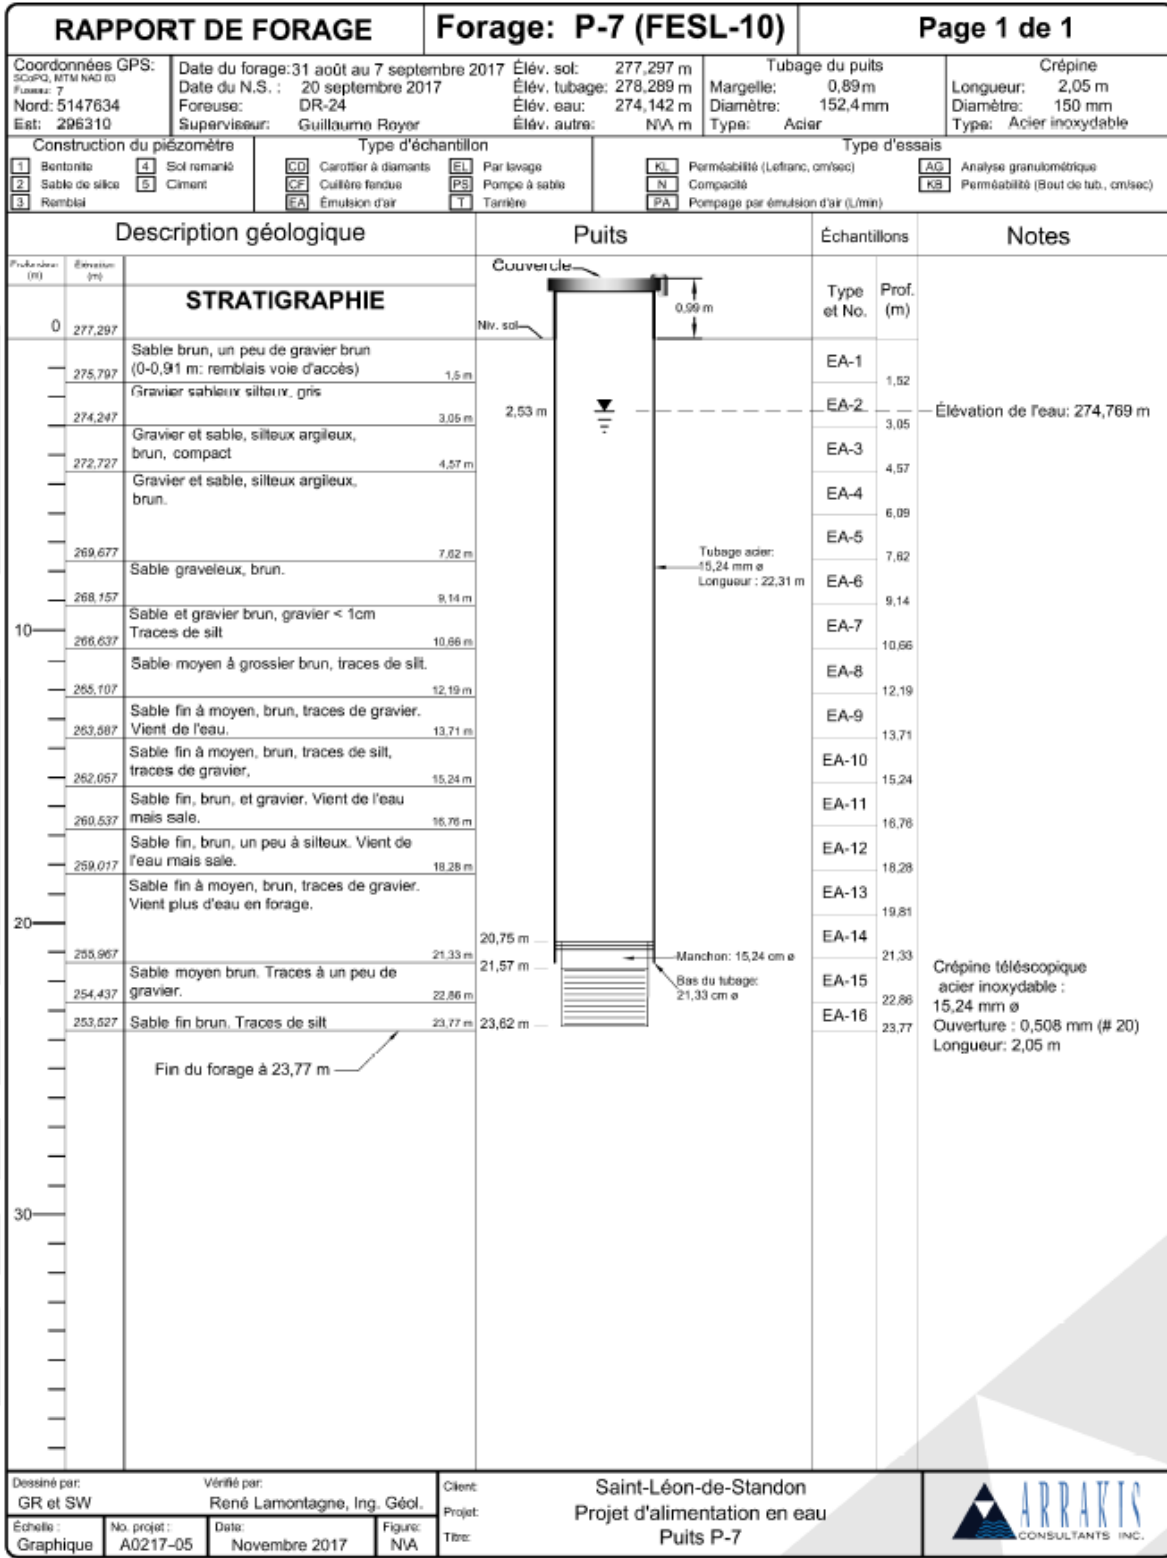 RAPPORT DE FORAGE
Forage: P-7 (FESL-10)
Page 1 de 1
Coordonnées GPS:
SCoPQ, MTM NAD 83
Fuseau: 7
Nord: 5147634
Est: 296310
Date du forage: 31 août au 7 septembre 2017
Date du N.S. : 20 septembre 2017
Foreuse: DR-24
Superviseur: Guillaume Royer
Élév. sol: 277,297 m
Élév. tubage: 278,289 m
Élév. eau: 274,142 m
Élév. autre: N\A m
Tubage du puits
Margelle: 0,89 m
Diamètre: 152,4 mm
Type: Acier
Crépine
Longueur: 2,05 m
Diamètre: 150 mm
Type: Acier inoxydable
Construction du piézomètre
1 Bentonite 4 Sol remanié
2 Sable de silice 5 Ciment
3 Remblai
Type d'échantillon
CD Carottier à diamants EL Par lavage
CF Cuillère fendue PS Pompe à sable
EA Émulsion d'air T Tarrière
Type d'essais
KL Perméabilité (Lefranc, cm/sec) AG Analyse granulométrique
N Compacité KB Perméabilité (Bout de tub., cm/sec)
PA Pompage par émulsion d'air (L/min)
Description géologique
Puits
Échantillons
Notes
Profondeur (m)
Élévation (m)
STRATIGRAPHIE
Type et No.
Prof. (m)
0 277,297
Sable brun, un peu de gravier brun
(0-0,91 m: remblais voie d'accès)
275,797 1,5 m
Gravier sableux silteux, gris
274,247 3,05 m
Gravier et sable, silteux argileux,
brun, compact
272,727 4,57 m
Gravier et sable, silteux argileux,
brun.
269,677 7,62 m
Sable graveleux, brun.
268,157 9,14 m
Sable et gravier brun, gravier < 1cm
Traces de silt
10 266,637 10,66 m
Sable moyen à grossier brun, traces de silt.
265,107 12,19 m
Sable fin à moyen, brun, traces de gravier.
Vient de l'eau.
263,587 13,71 m
Sable fin à moyen, brun, traces de silt,
traces de gravier,
262,057 15,24 m
Sable fin, brun, et gravier. Vient de l'eau
mais sale.
260,537 16,76 m
Sable fin, brun, un peu à silteux. Vient de
l'eau mais sale.
259,017 18,28 m
Sable fin à moyen, brun, traces de gravier.
Vient plus d'eau en forage.
20
255,967 21,33 m
Sable moyen brun. Traces à un peu de
gravier.
254,437 22,86 m
253,527 Sable fin brun. Traces de silt 23,77 m
Fin du forage à 23,77 m
30
Couvercle
0,99 m
Niv. sol
2,53 m
Tubage acier:
15,24 mm ø
Longueur : 22,31 m
20,75 m
21,57 m
Manchon: 15,24 cm ø
Bas du tubage:
21,33 cm ø
23,62 m
EA-1 1,52
EA-2 3,05
EA-3 4,57
EA-4 6,09
EA-5 7,62
EA-6 9,14
EA-7 10,66
EA-8 12,19
EA-9 13,71
EA-10 15,24
EA-11 16,76
EA-12 18,28
EA-13 19,81
EA-14 21,33
EA-15 22,86
EA-16 23,77
Élévation de l'eau: 274,769 m
Crépine téléscopique
acier inoxydable :
15,24 mm ø
Ouverture : 0,508 mm (# 20)
Longueur: 2,05 m
Dessiné par:
GR et SW
Vérifié par:
René Lamontagne, Ing. Géol.
Échelle :
Graphique
No. projet :
A0217-05
Date:
Novembre 2017
Figure:
N\A
Client: Saint-Léon-de-Standon
Projet: Projet d'alimentation en eau
Titre: Puits P-7
ARRAKIS
CONSULTANTS INC.